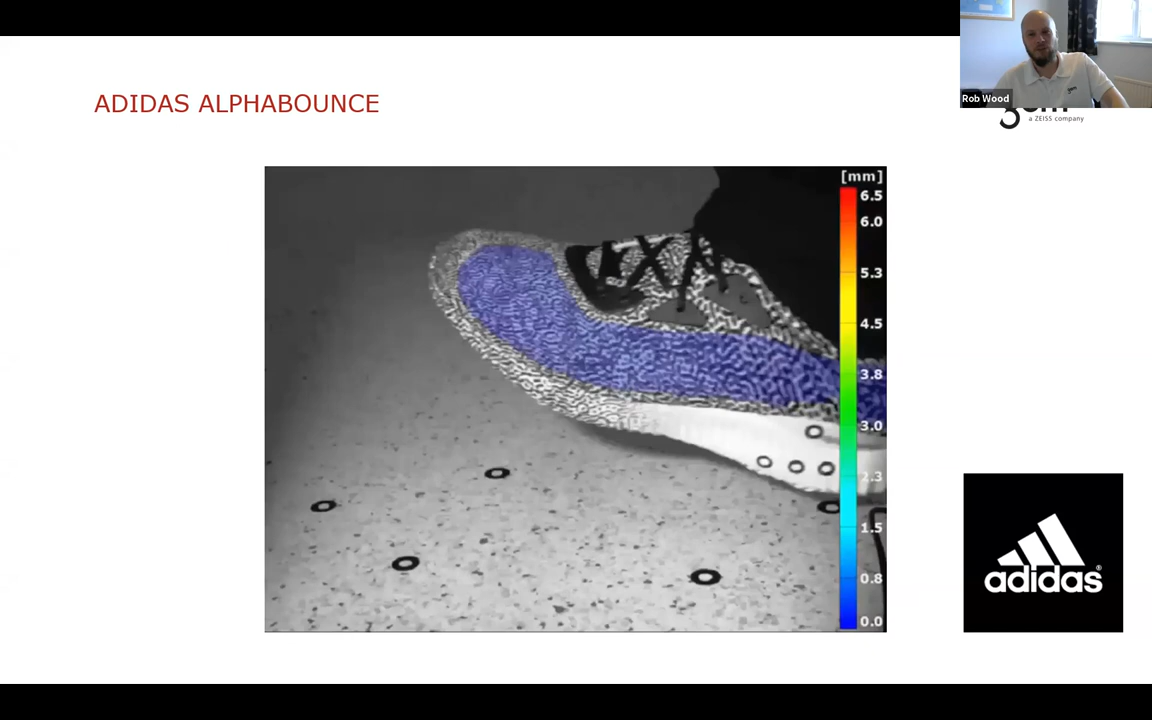 ADIDAS ALPHABOUNCE
Rob Wood
a ZEISS company
[mm]
6.5
6.0
5.3
4.5
3.8
3.0
2.3
1.5
0.8
0.0
adidas®